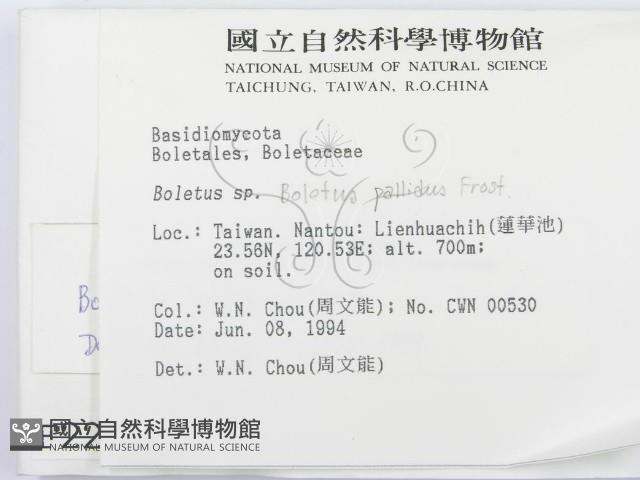 國立自然科學博物館
NATIONAL MUSEUM OF NATURAL SCIENCE
TAICHUNG, TAIWAN, R.O.CHINA
Basidiomycota
Boletales, Boletaceae
Boletus sp. Boletus pallidus Frost.
Loc.: Taiwan. Nantou: Lienhuachih(蓮華池)
23.56N, 120.53E; alt. 700m;
on soil.
Col.: W.N. Chou(周文能); No. CWN 00530
Date: Jun. 08, 1994
Det.: W.N. Chou(周文能)
Bo
De
22
國立自然科學博物館
NATIONAL MUSEUM OF NATURAL SCIENCE